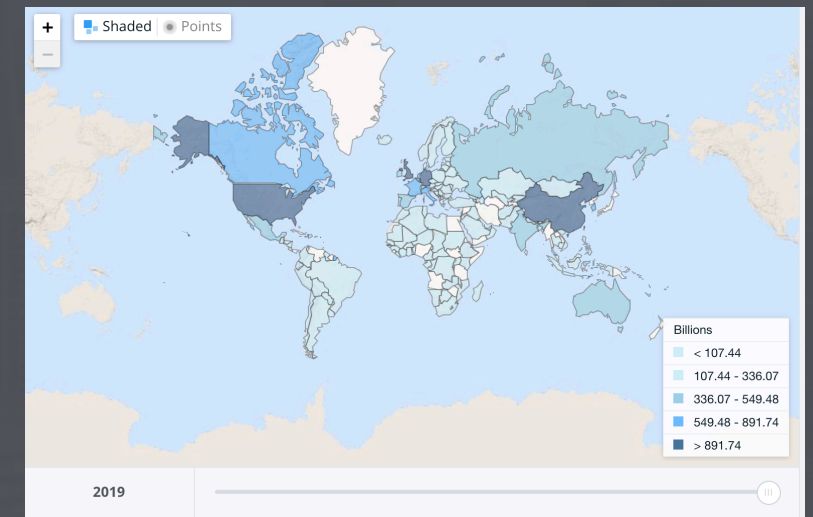 +
Shaded
Points
−
Billions
< 107.44
107.44 - 336.07
336.07 - 549.48
549.48 - 891.74
> 891.74
2019